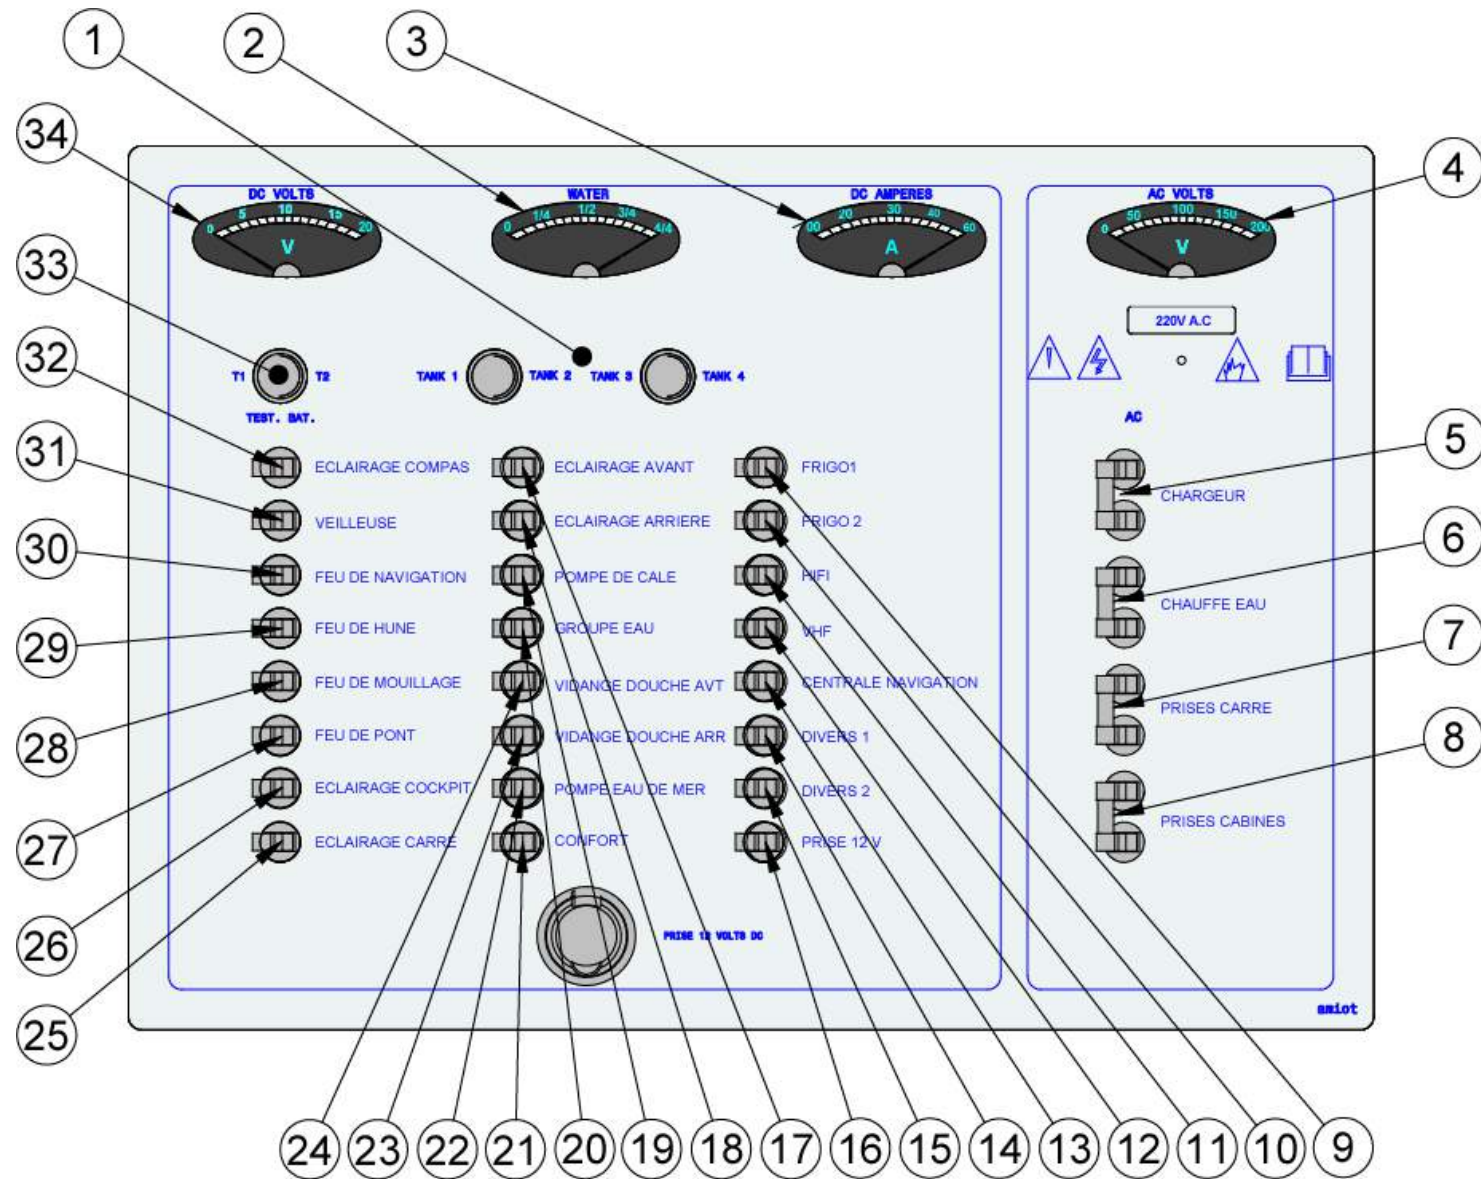 1
2
3
34
4
DC VOLTS
WATER
DC AMPERES
AC VOLTS
0 5 10 15 20
V
0 1/4 1/2 3/4 4/4
00 20 30 40 60
A
0 50 100 150 200
V
33
220V A.C
32
T1 T2
TANK 1 TANK 2 TANK 3 TANK 4
TEST. BAT.
AC
31
ECLAIRAGE COMPAS
ECLAIRAGE AVANT
FRIGO1
5
CHARGEUR
30
VEILLEUSE
ECLAIRAGE ARRIERE
FRIGO 2
6
29
FEU DE NAVIGATION
POMPE DE CALE
HIFI
CHAUFFE EAU
FEU DE HUNE
GROUPE EAU
VHF
7
28
FEU DE MOUILLAGE
VIDANGE DOUCHE AVT
CENTRALE NAVIGATION
PRISES CARRE
27
FEU DE PONT
VIDANGE DOUCHE ARR
DIVERS 1
8
26
ECLAIRAGE COCKPIT
POMPE EAU DE MER
DIVERS 2
PRISES CABINES
25
ECLAIRAGE CARRE
CONFORT
PRISE 12 V
PRISE 12 VOLTS DC
amiot
24 23 22 21 20 19 18 17 16 15 14 13 12 11 10 9